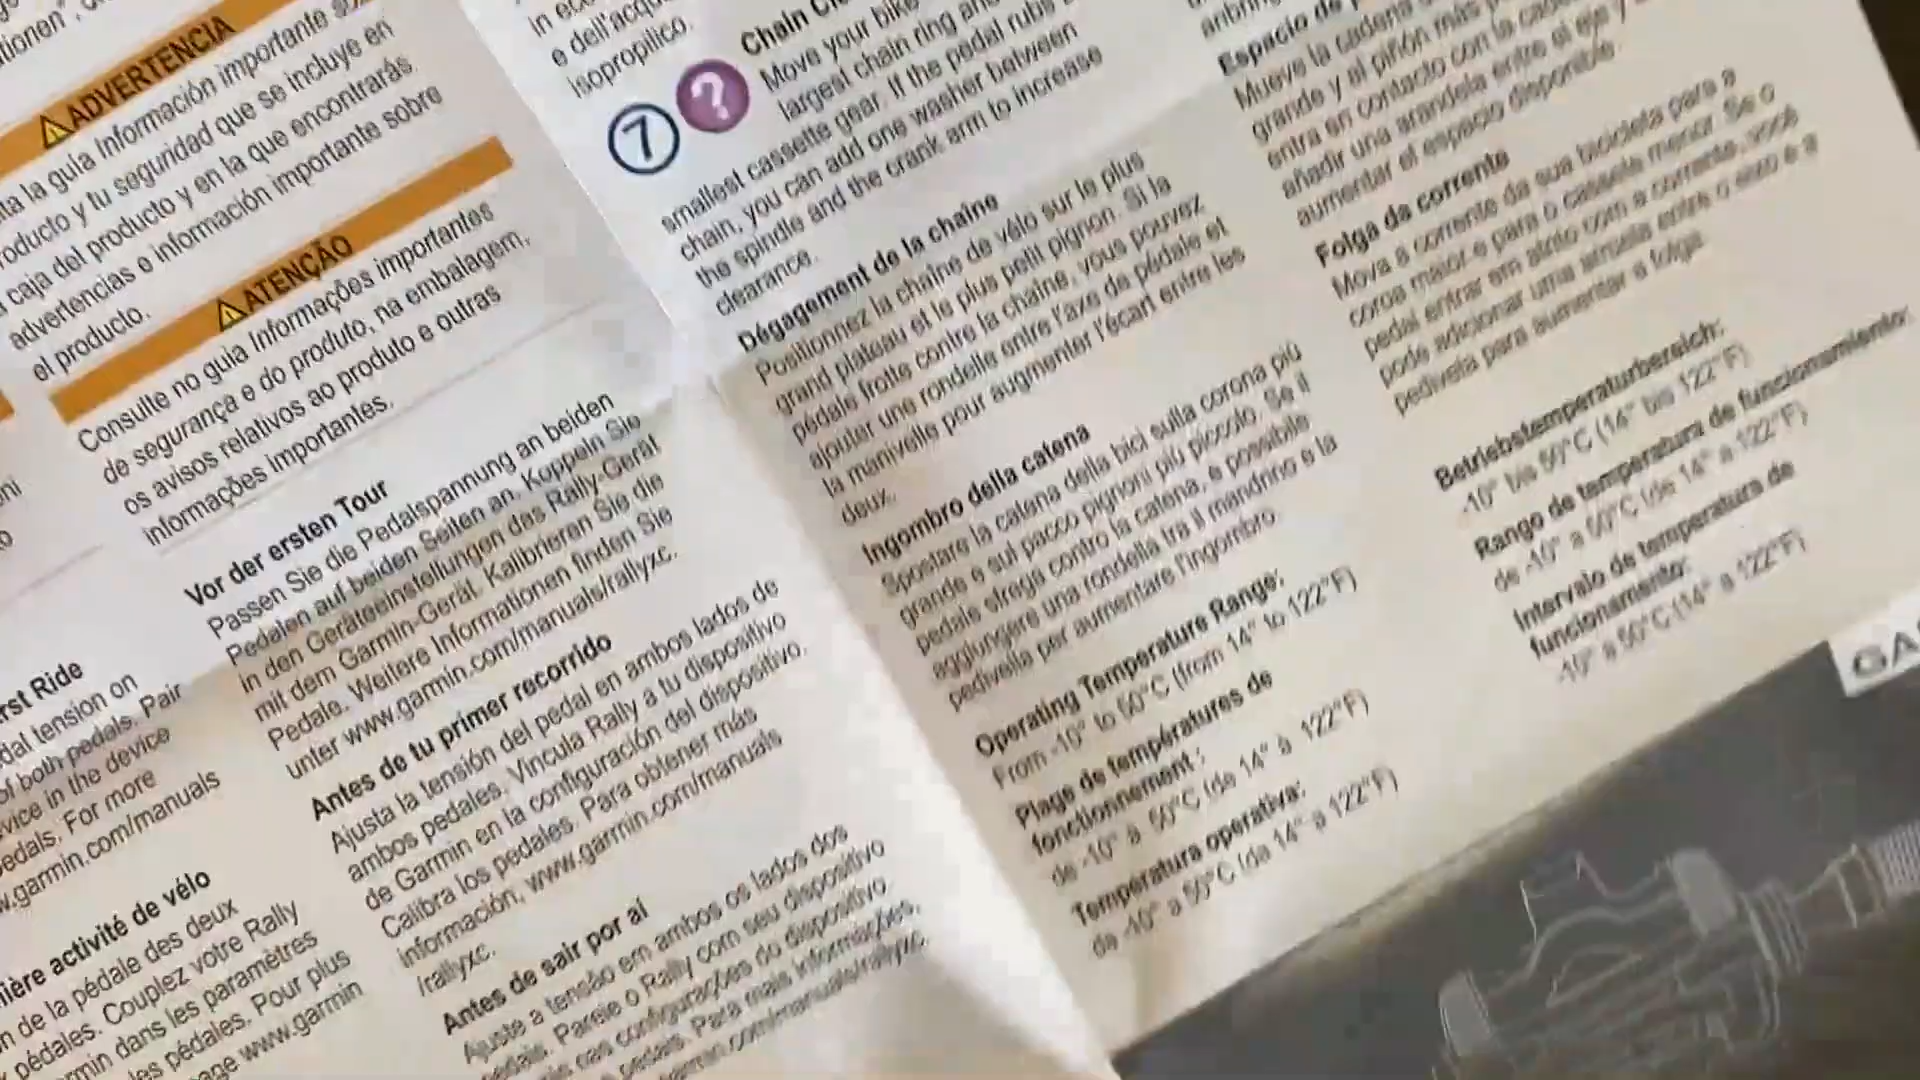 ADVERTENCIA
la guía Información importante
producto y tu seguridad que se incluye en
caja del producto y en la que encontrarás
advertencias e información importante sobre
el producto.
ATENÇÃO
Consulte no guia Informações importantes
de segurança e do produto, na embalagem,
os avisos relativos ao produto e outras
informações importantes.
Vor der ersten Tour
Passen Sie die Pedalspannung an beiden
Pedalen auf beiden Seiten an. Koppeln Sie
in den Geräteeinstellungen das Rally-Gerät
mit dem Garmin-Gerät. Kalibrieren Sie die
Pedale. Weitere Informationen finden Sie
unter www.garmin.com/manuals/rallyxc.
Antes de tu primer recorrido
Ajusta la tensión del pedal en ambos lados de
ambos pedales. Vincula Rally a tu dispositivo
de Garmin en la configuración del dispositivo.
Calibra los pedales. Para obtener más
información, www.garmin.com/manuals
/rallyxc.
Antes de sair por aí
Ajuste a tensão em ambos os lados dos
pedais. Pareie o Rally com seu dispositivo
nas configurações do dispositivo.
pedais. Para mais informações,
garmin.com/manuals/rallyxc.
Ride
tension on
of both pedals. Pair
in the device
pedals. For more
garmin.com/manuals
activité de vélo
de la pédale des deux
pédales. Couplez votre Rally
dans les paramètres
les pédales. Pour plus
www.garmin
e dell'acqu
isopropilico.
7
?
Chain
Move your bike
largest chain ring and
smallest cassette gear. If the pedal rubs
chain, you can add one washer between
the spindle and the crank arm to increase
clearance.
Dégagement de la chaîne
Positionnez la chaîne de vélo sur le plus
grand plateau et le plus petit pignon. Si la
pédale frotte contre la chaîne, vous pouvez
ajouter une rondelle entre l'axe de pédale et
la manivelle pour augmenter l'écart entre les
deux.
Ingombro della catena
Spostare la catena della bici sulla corona più
grande e sul pacco pignoni più piccolo. Se il
pedale sfrega contro la catena, è possibile
aggiungere una rondella tra il mandrino e la
pedivella per aumentare l'ingombro.
Operating Temperature Range:
From -10° to 50°C (from 14° to 122°F)
Plage de températures de
fonctionnement :
de -10° à 50°C (de 14° à 122°F)
Temperatura operativa:
da -10° a 50°C (da 14° a 122°F)
Espacio de
Mueve la cadena
grande y al piñón más
entra en contacto con la cadena
añadir una arandela entre el eje y
aumentar el espacio disponible.
Folga da corrente
Mova a corrente da sua bicicleta para a
coroa maior e para o cassete menor. Se o
pedal entrar em atrito com a corrente, você
pode adicionar uma arruela entre o eixo e a
pedivela para aumentar a folga.
Betriebstemperaturbereich:
-10° bis 50°C (14° bis 122°F)
Rango de temperatura de funcionamiento:
de -10° a 50°C (de 14° a 122°F)
Intervalo de temperatura de
funcionamento:
-10° a 50°C (14° a 122°F)